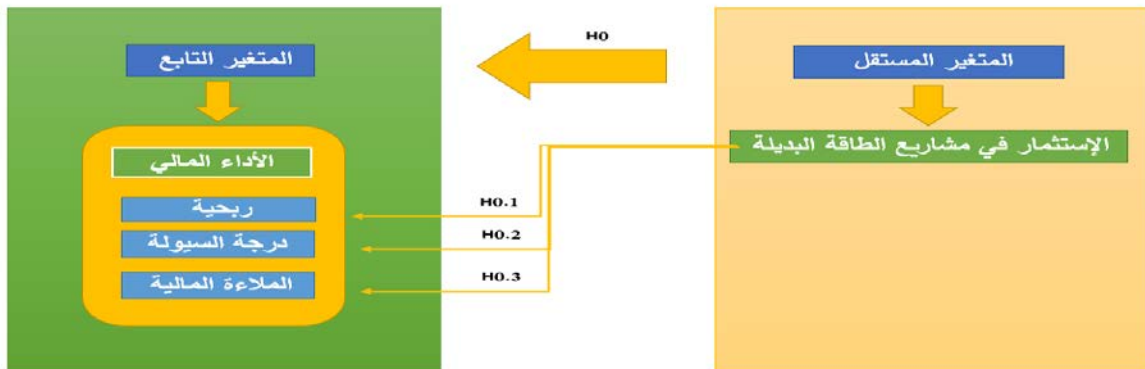 المتغير المستقل
الإستثمار في مشاريع الطاقة البديلة
H0
المتغير التابع
الأداء المالي
ربحية
درجة السيولة
الملاءة المالية
H0.1
H0.2
H0.3